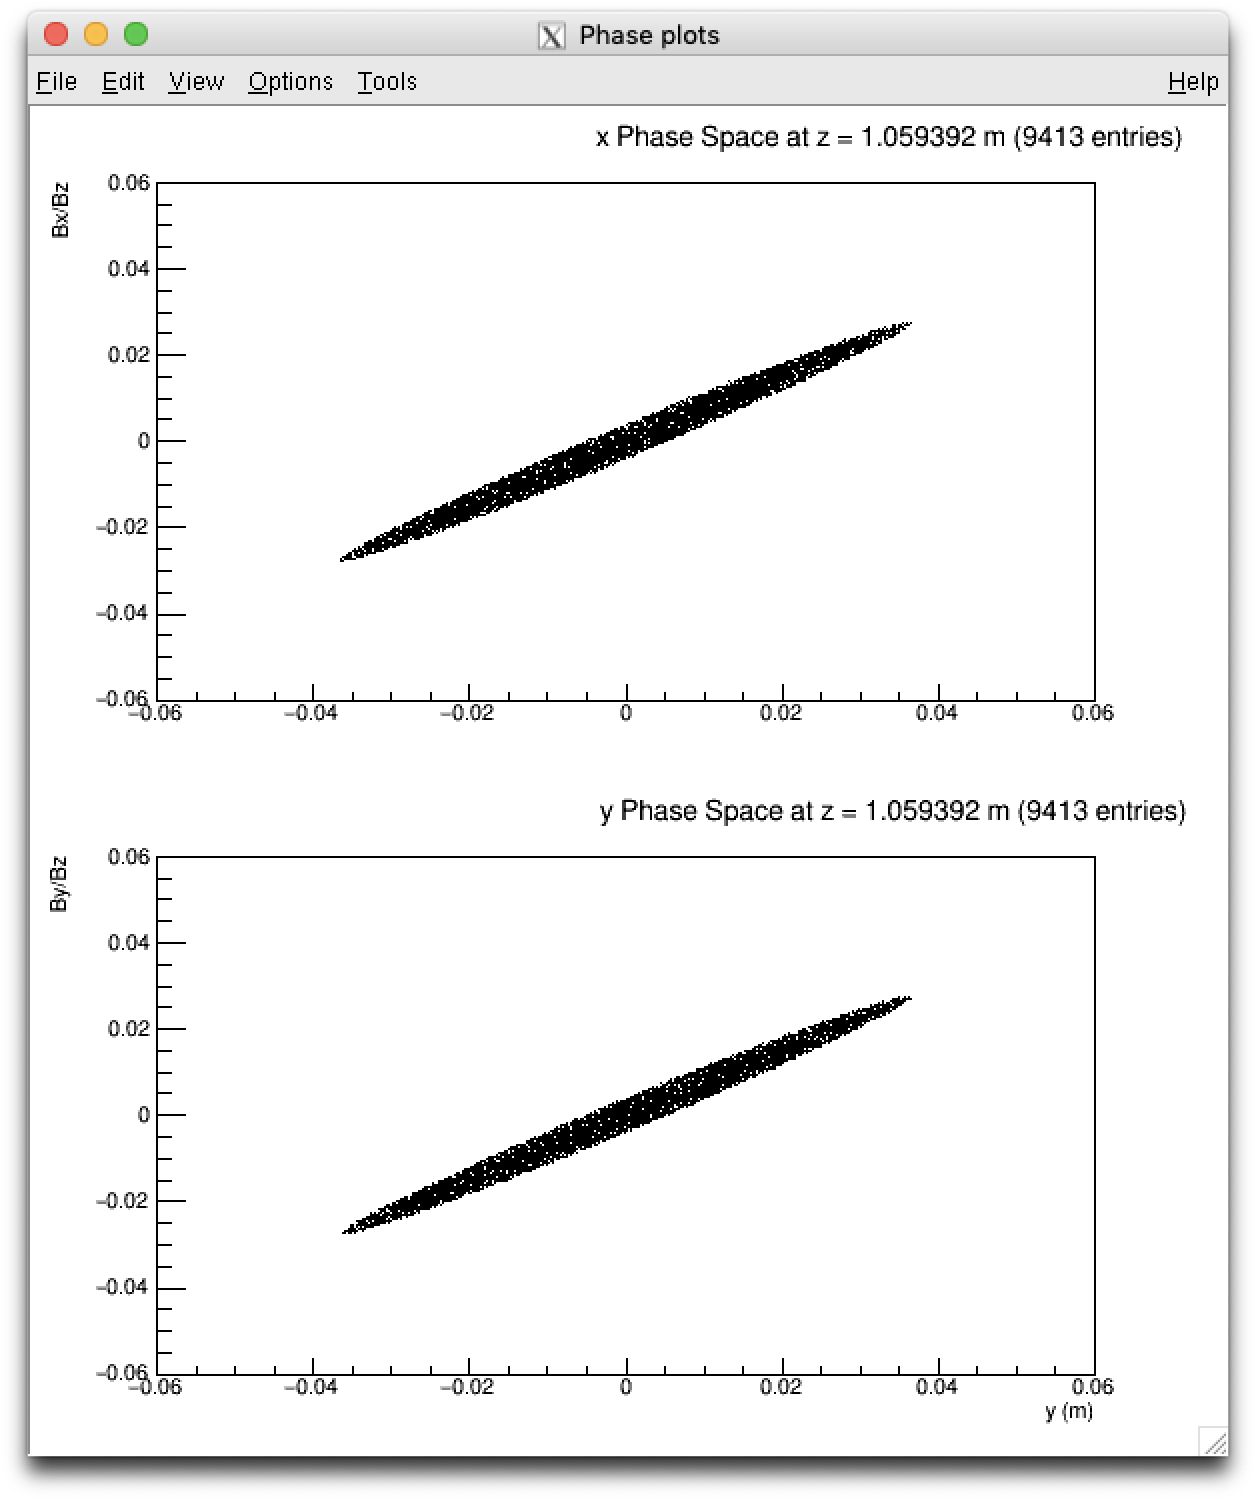 Phase plots
File Edit View Options Tools Help
x Phase Space at z = 1.059392 m (9413 entries)
Bx/Bz
0.06
0.04
0.02
0
−0.02
−0.04
−0.06
−0.06 −0.04 −0.02 0 0.02 0.04 0.06
y Phase Space at z = 1.059392 m (9413 entries)
By/Bz
0.06
0.04
0.02
0
−0.02
−0.04
−0.06
−0.06 −0.04 −0.02 0 0.02 0.04 0.06
y (m)